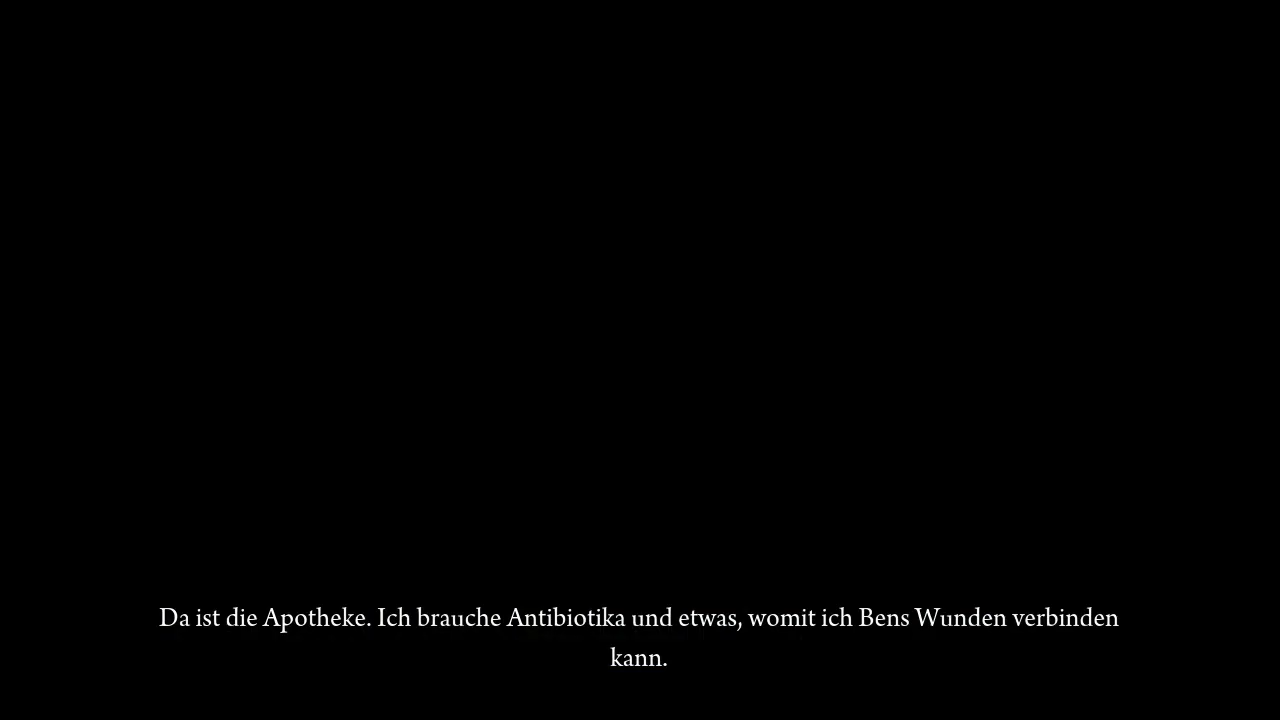 Da ist die Apotheke. Ich brauche Antibiotika und etwas, womit ich Bens Wunden verbinden
kann.